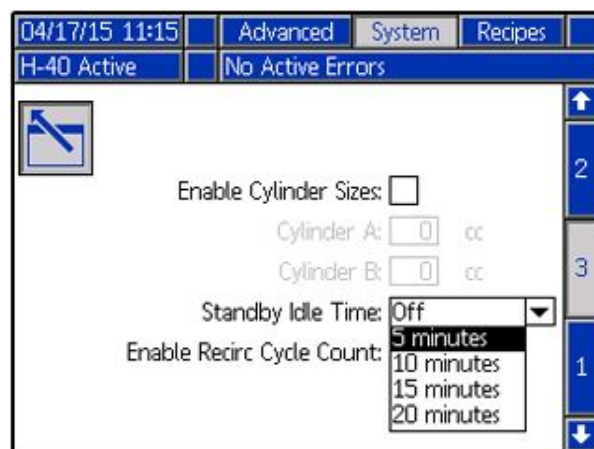 04/17/15 11:15 Advanced System Recipes
H-40 Active No Active Errors
2
Enable Cylinder Sizes:
Cylinder A: 0 cc
Cylinder B: 0 cc
3
Standby Idle Time: Off
5 minutes
Enable Recirc Cycle Count:
10 minutes
1
15 minutes
20 minutes